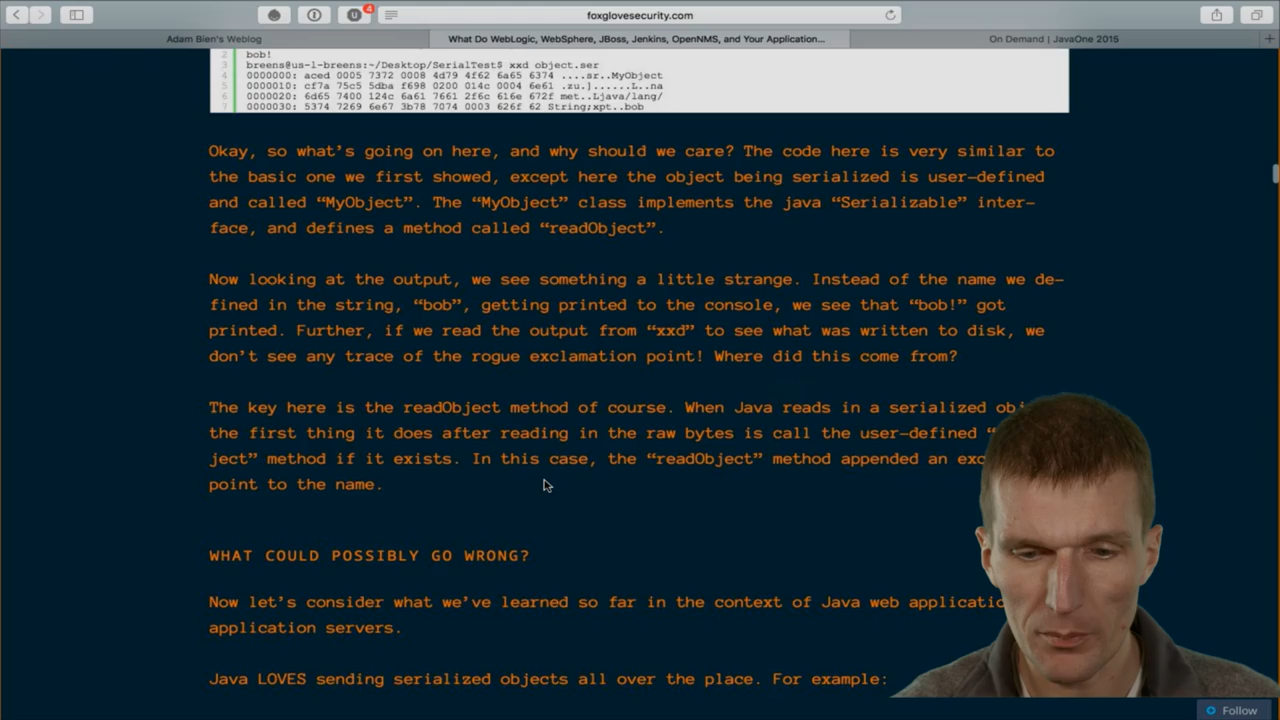 4
foxglovesecurity.com
Adam Bien's Weblog
What Do WebLogic, WebSphere, JBoss, Jenkins, OpenNMS, and Your Application...
On Demand | JavaOne 2015
2 bob!
3 breens@us-l-breens:~/Desktop/SerialTest$ xxd object.ser
4 0000000: aced 0005 7372 0008 4d79 4f62 6a65 6374 ....sr..MyObject
5 0000010: cf7a 75c5 5dba f698 0200 014c 0004 6e61 .zu.]......L..na
6 0000020: 6d65 7400 124c 6a61 7661 2f6c 616e 672f met..Ljava/lang/
7 0000030: 5374 7269 6e67 3b78 7074 0003 626f 62 String;xpt..bob
Okay, so what's going on here, and why should we care? The code here is very similar to
the basic one we first showed, except here the object being serialized is user-defined
and called “MyObject”. The “MyObject” class implements the java “Serializable” inter-
face, and defines a method called “readObject”.
Now looking at the output, we see something a little strange. Instead of the name we de-
fined in the string, “bob”, getting printed to the console, we see that “bob!” got
printed. Further, if we read the output from “xxd” to see what was written to disk, we
don't see any trace of the rogue exclamation point! Where did this come from?
The key here is the readObject method of course. When Java reads in a serialized
the first thing it does after reading in the raw bytes is call the user-defined
ject” method if it exists. In this case, the “readObject” method appended an
point to the name.
WHAT COULD POSSIBLY GO WRONG?
Now let's consider what we've learned so far in the context of Java web
application servers.
Java LOVES sending serialized objects all over the place. For example:
Follow